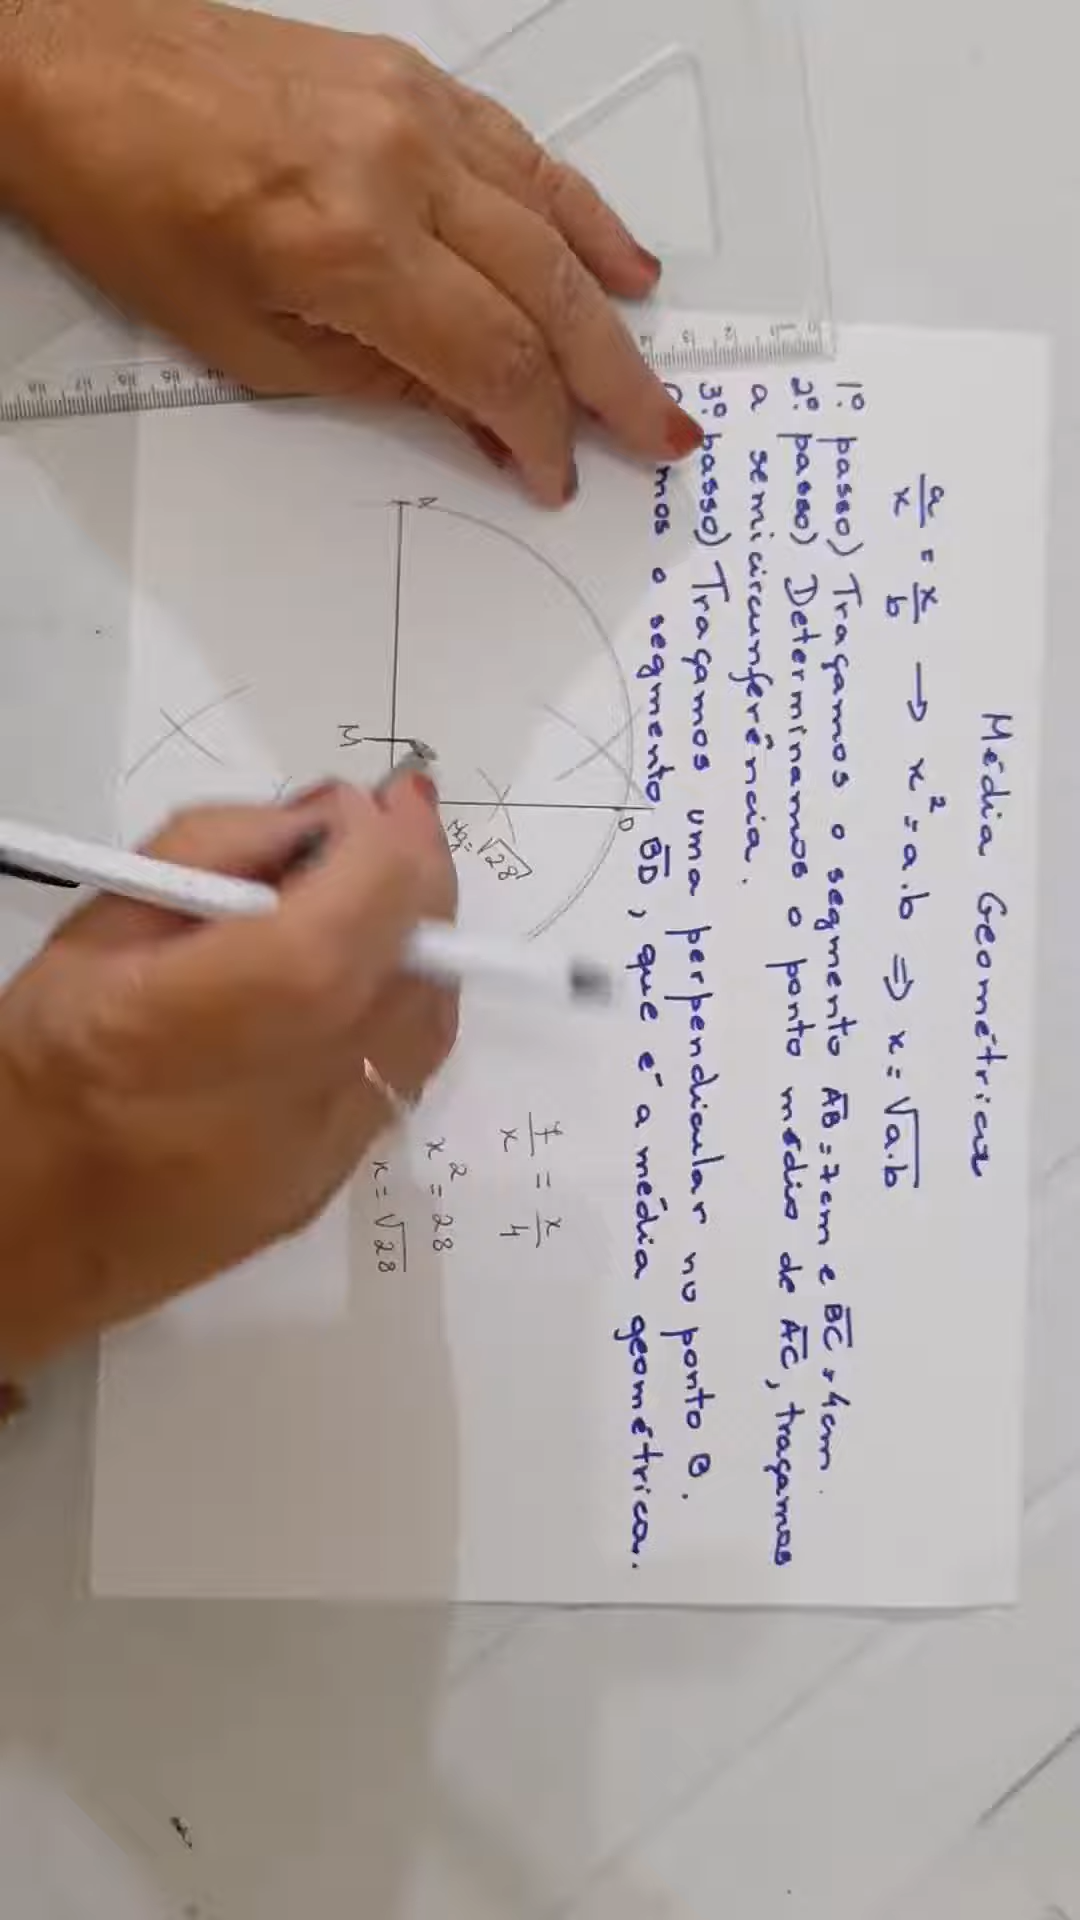 Média Geométrica
a/x = x/b → x² = a.b ⇒ x = √a.b
1º passo) Traçamos o segmento AB = 7cm e BC = 4cm.
2º passo) Determinamos o ponto médio de AC, traçamos
a semicircunferência.
3º passo) Traçamos uma perpendicular no ponto B.
o segmento BD, que é a média geométrica.
7/x = x/4
x² = 28
x = √28
A
M
D
Mg = √28